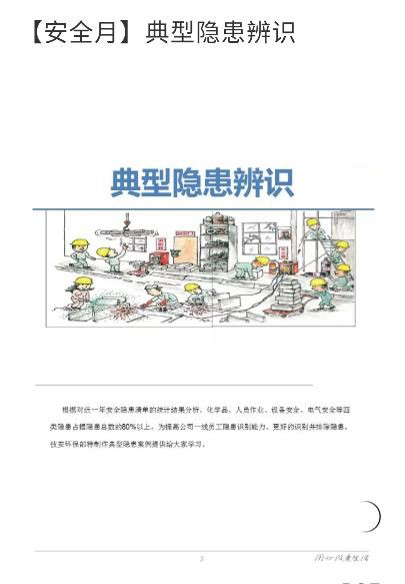 【安全月】典型隐患辨识
典型隐患辨识
根据对近一年安全隐患清单的统计结果分析，化学品、人员作业、设备安全、电气安全等四
类隐患占据隐患总数的80%以上。为提高公司一线员工隐患识别能力，更好的识别并排除隐患，
技安环保部特制作典型隐患案例提供给大家学习。